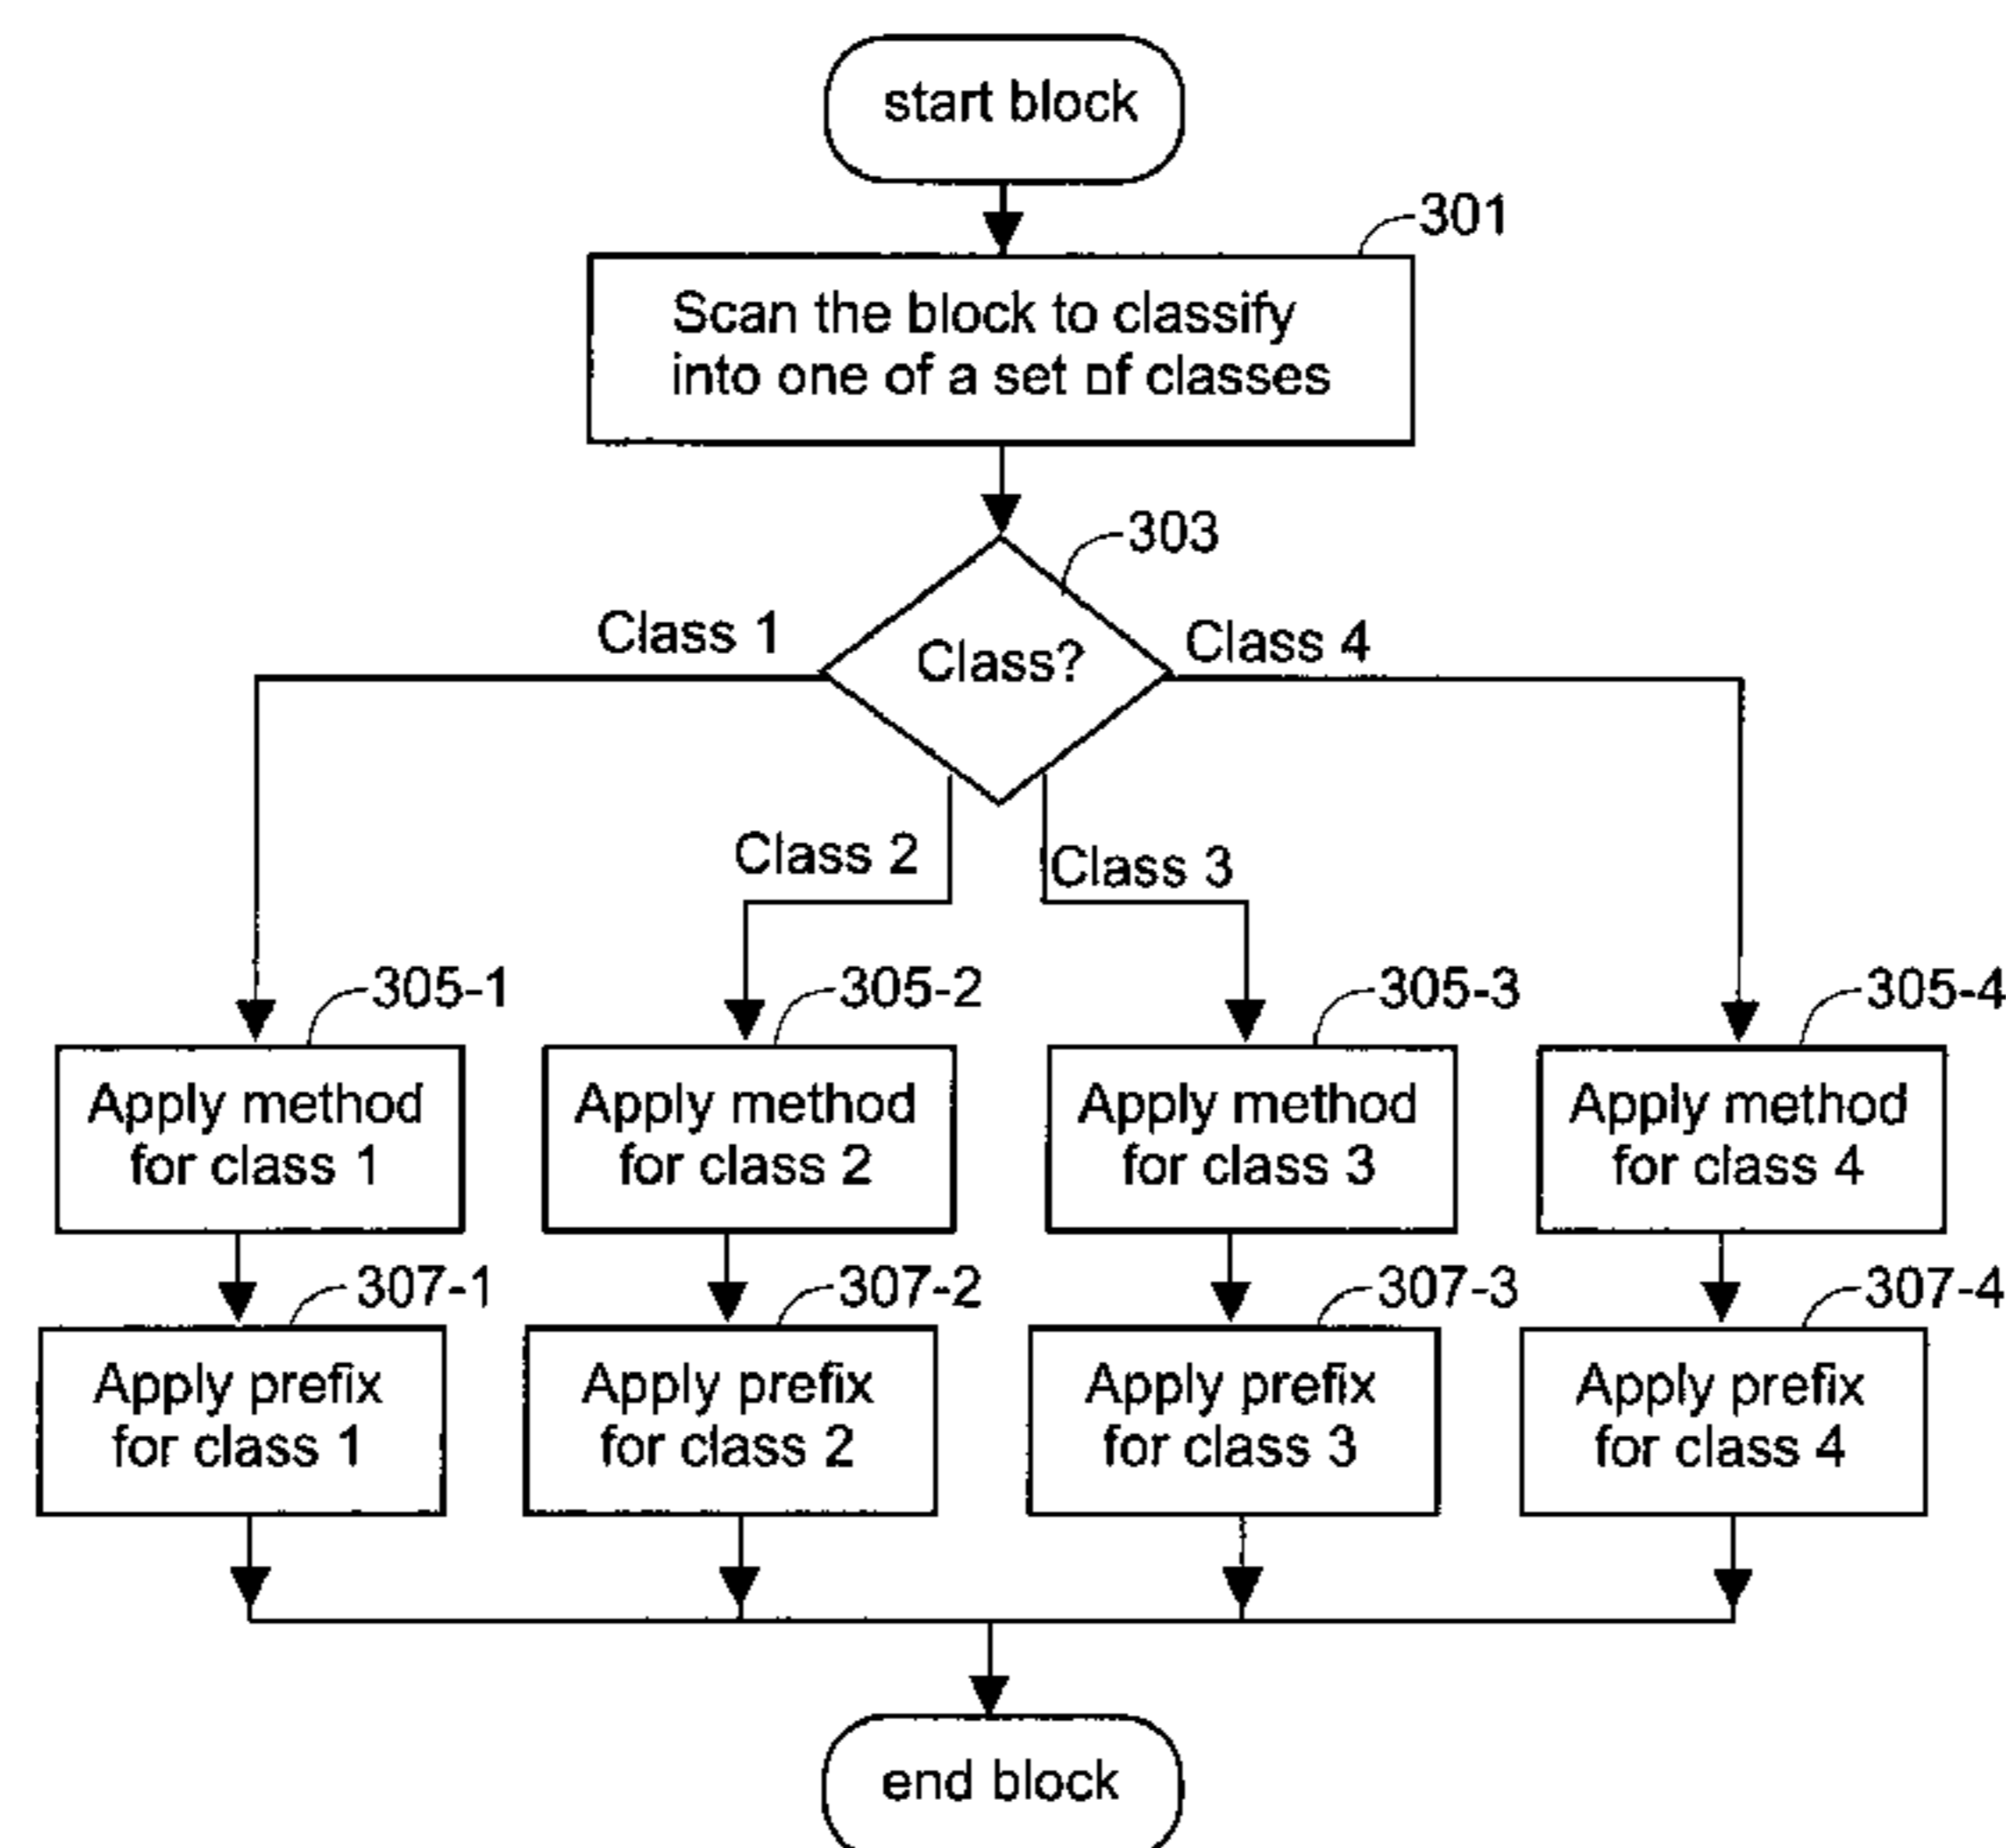 start block
301
Scan the block to classify
into one of a set of classes
303
Class 1
Class?
Class 4
Class 2
Class 3
305-1
305-2
305-3
305-4
Apply method
for class 1
Apply method
for class 2
Apply method
for class 3
Apply method
for class 4
307-1
307-2
307-3
307-4
Apply prefix
for class 1
Apply prefix
for class 2
Apply prefix
for class 3
Apply prefix
for class 4
end block